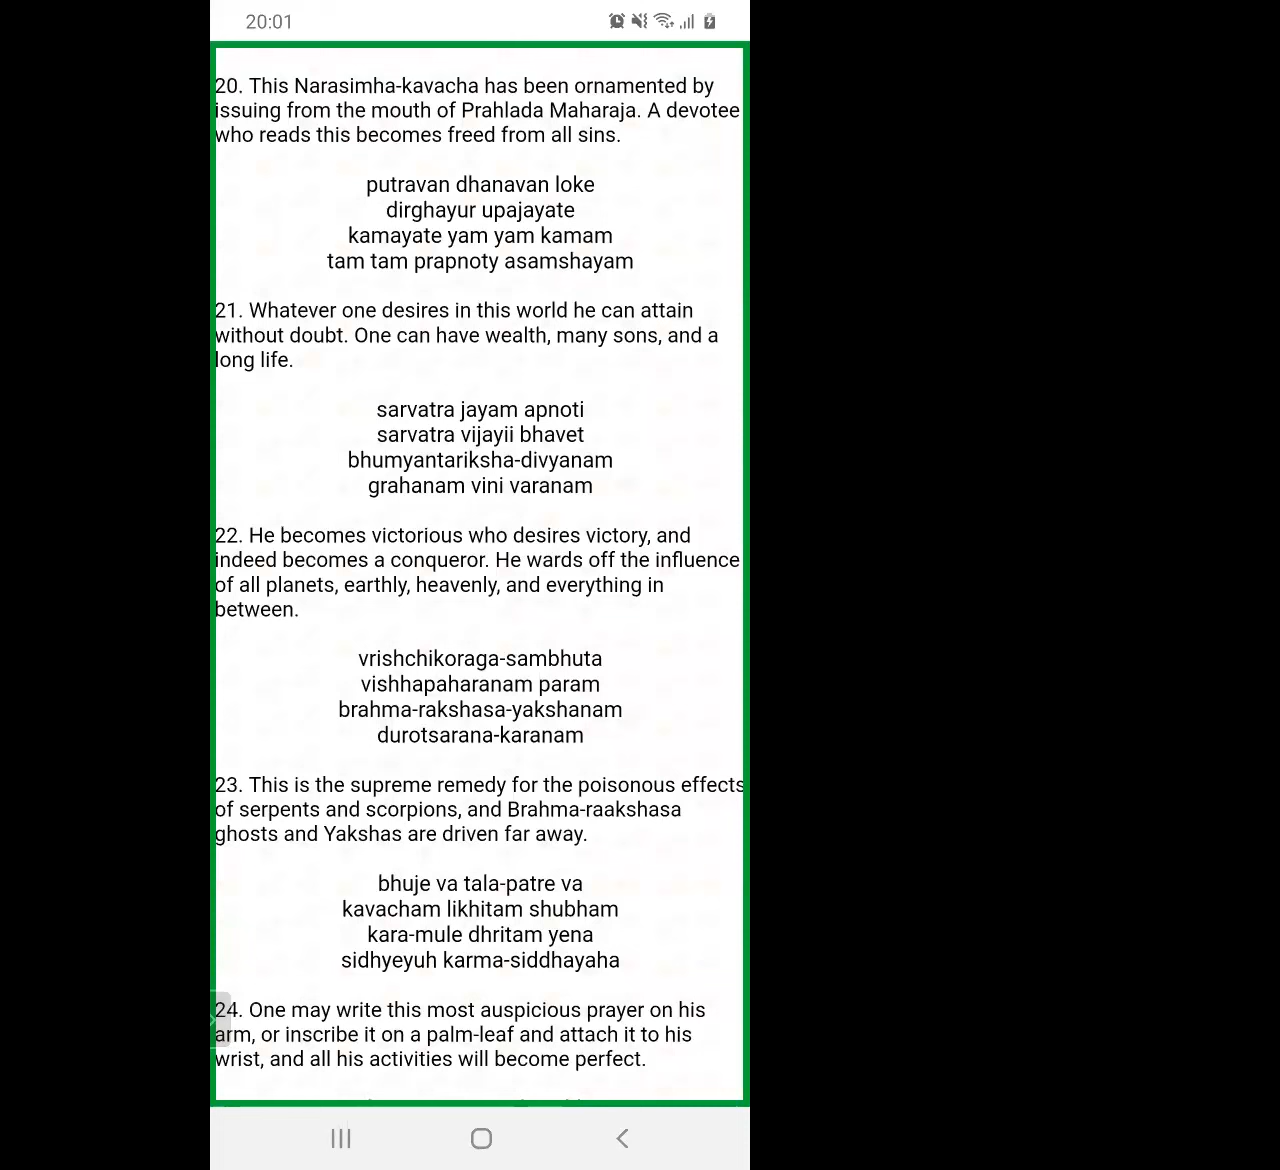 20:01
20. This Narasimha-kavacha has been ornamented by
issuing from the mouth of Prahlada Maharaja. A devotee
who reads this becomes freed from all sins.
putravan dhanavan loke
dirghayur upajayate
kamayate yam yam kamam
tam tam prapnoty asamshayam
21. Whatever one desires in this world he can attain
without doubt. One can have wealth, many sons, and a
long life.
sarvatra jayam apnoti
sarvatra vijayii bhavet
bhumyantariksha-divyanam
grahanam vini varanam
22. He becomes victorious who desires victory, and
indeed becomes a conqueror. He wards off the influence
of all planets, earthly, heavenly, and everything in
between.
vrishchikoraga-sambhuta
vishhapaharanam param
brahma-rakshasa-yakshanam
durotsarana-karanam
23. This is the supreme remedy for the poisonous effects
of serpents and scorpions, and Brahma-raakshasa
ghosts and Yakshas are driven far away.
bhuje va tala-patre va
kavacham likhitam shubham
kara-mule dhritam yena
sidhyeyuh karma-siddhayaha
24. One may write this most auspicious prayer on his
arm, or inscribe it on a palm-leaf and attach it to his
wrist, and all his activities will become perfect.